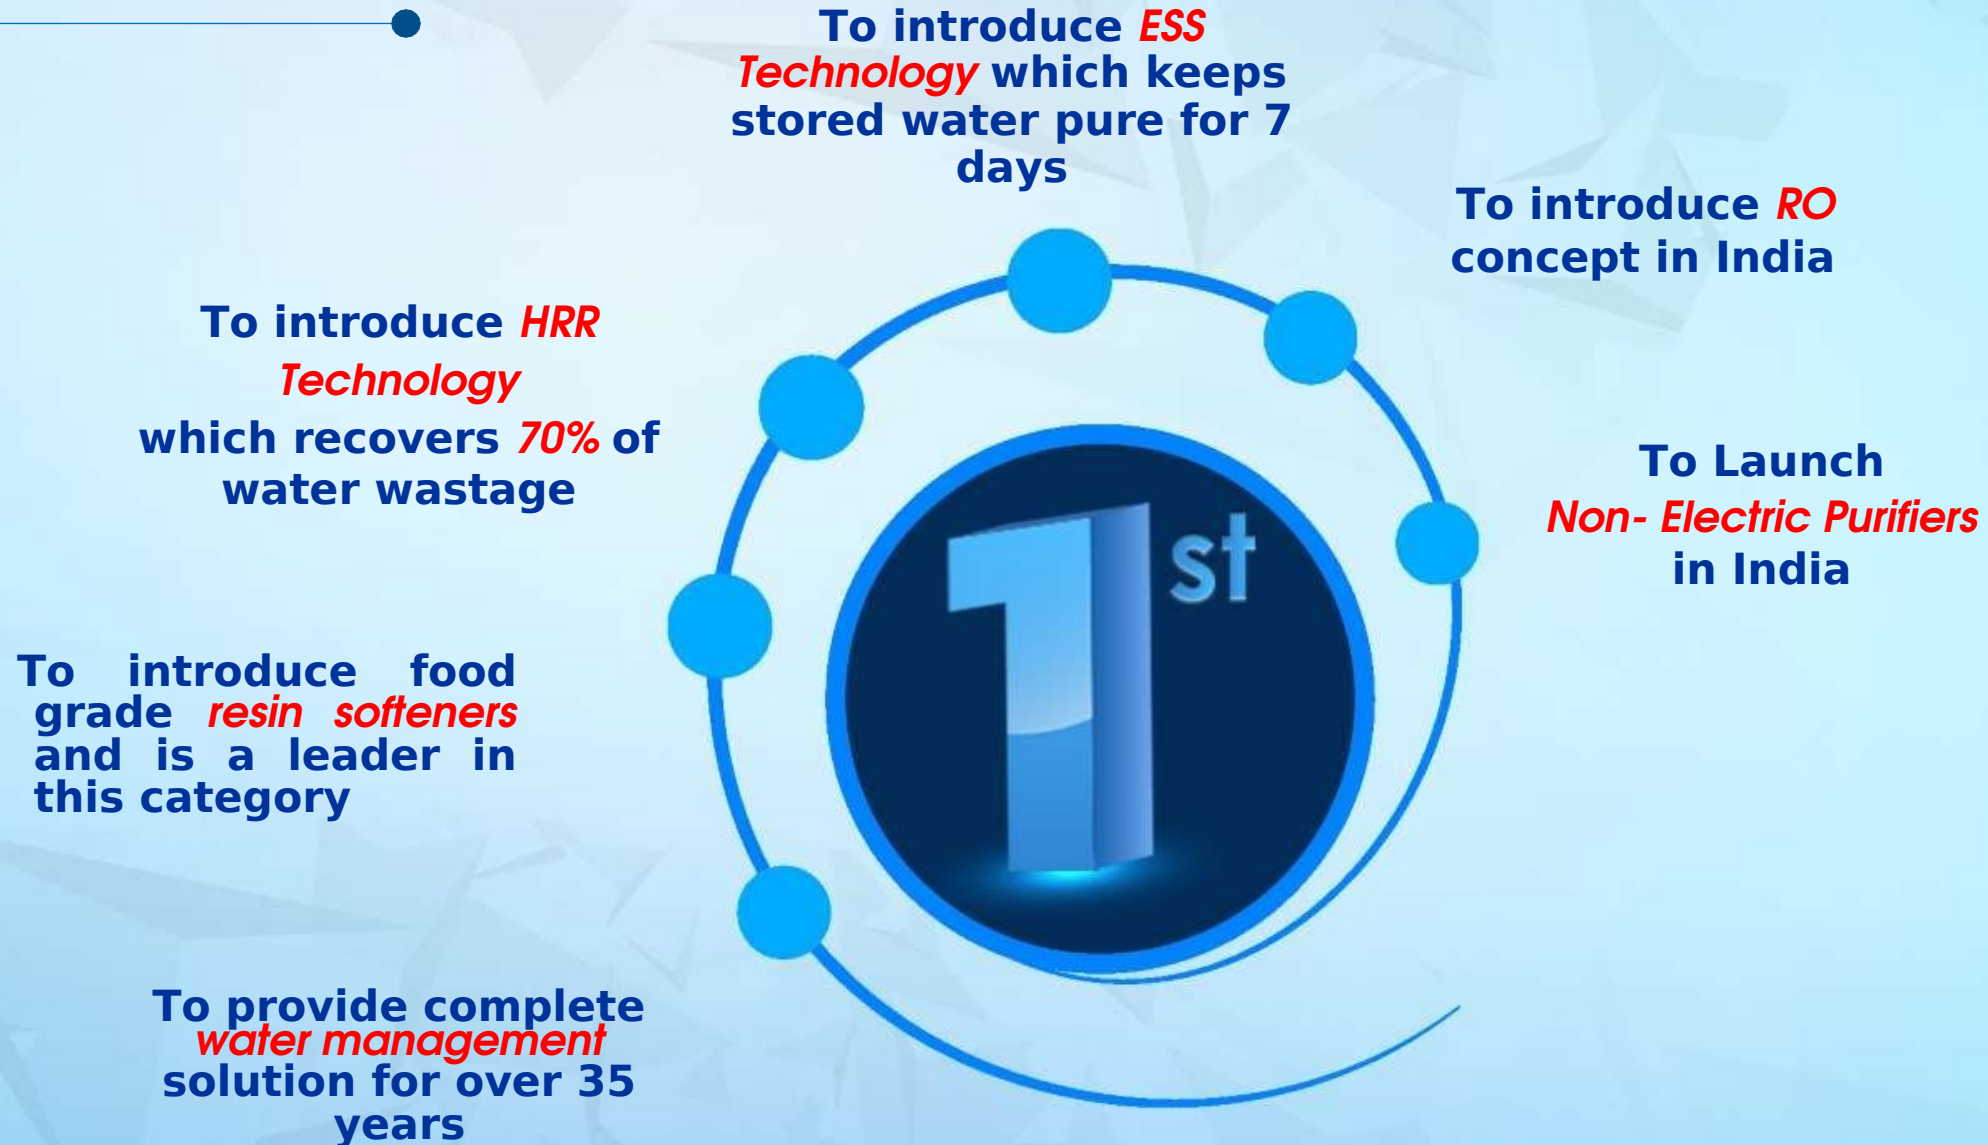 To introduce ESS
Technology which keeps
stored water pure for 7
days
To introduce RO
concept in India
To introduce HRR
Technology
which recovers 70% of
water wastage
To Launch
Non- Electric Purifiers
in India
1st
To introduce food
grade resin softeners
and is a leader in
this category
To provide complete
water management
solution for over 35
years